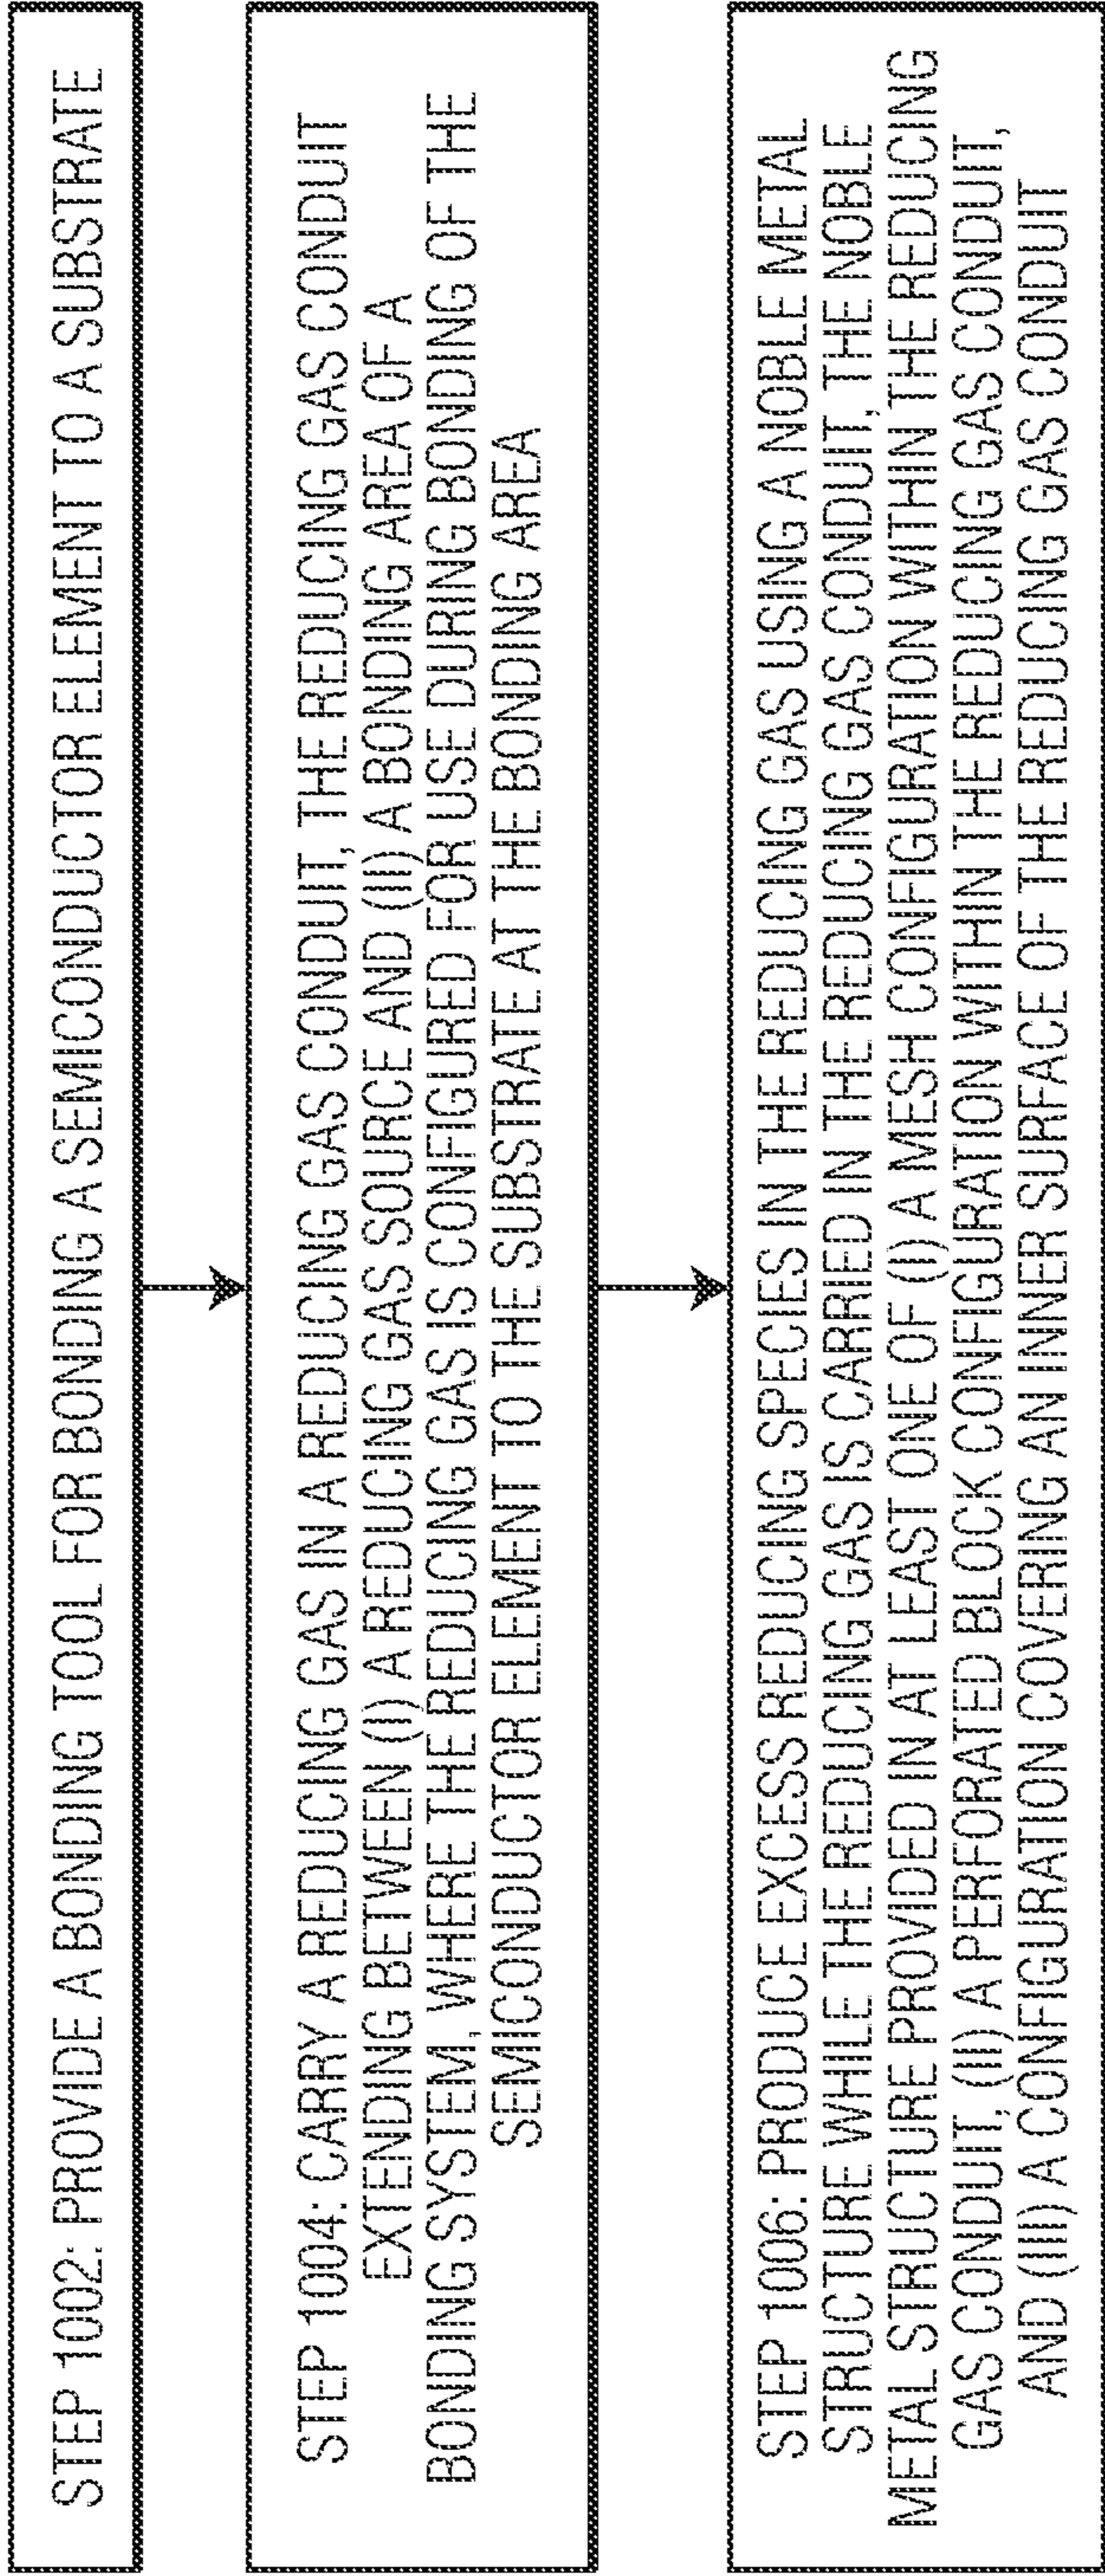 STEP 1002: PROVIDE A BONDING TOOL FOR BONDING A SEMICONDUCTOR ELEMENT TO A SUBSTRATE
STEP 1004: CARRY A REDUCING GAS IN A REDUCING GAS CONDUIT, THE REDUCING GAS CONDUIT
EXTENDING BETWEEN (I) A REDUCING GAS SOURCE AND (II) A BONDING AREA OF A
BONDING SYSTEM, WHERE THE REDUCING GAS IS CONFIGURED FOR USE DURING BONDING OF THE
SEMICONDUCTOR ELEMENT TO THE SUBSTRATE AT THE BONDING AREA
STEP 1006: PRODUCE EXCESS REDUCING SPECIES IN THE REDUCING GAS USING A NOBLE METAL
STRUCTURE WHILE THE REDUCING GAS IS CARRIED IN THE REDUCING GAS CONDUIT, THE NOBLE
METAL STRUCTURE PROVIDED IN AT LEAST ONE OF (I) A MESH CONFIGURATION WITHIN THE REDUCING
GAS CONDUIT, (II) A PERFORATED BLOCK CONFIGURATION WITHIN THE REDUCING GAS CONDUIT,
AND (III) A CONFIGURATION COVERING AN INNER SURFACE OF THE REDUCING GAS CONDUIT